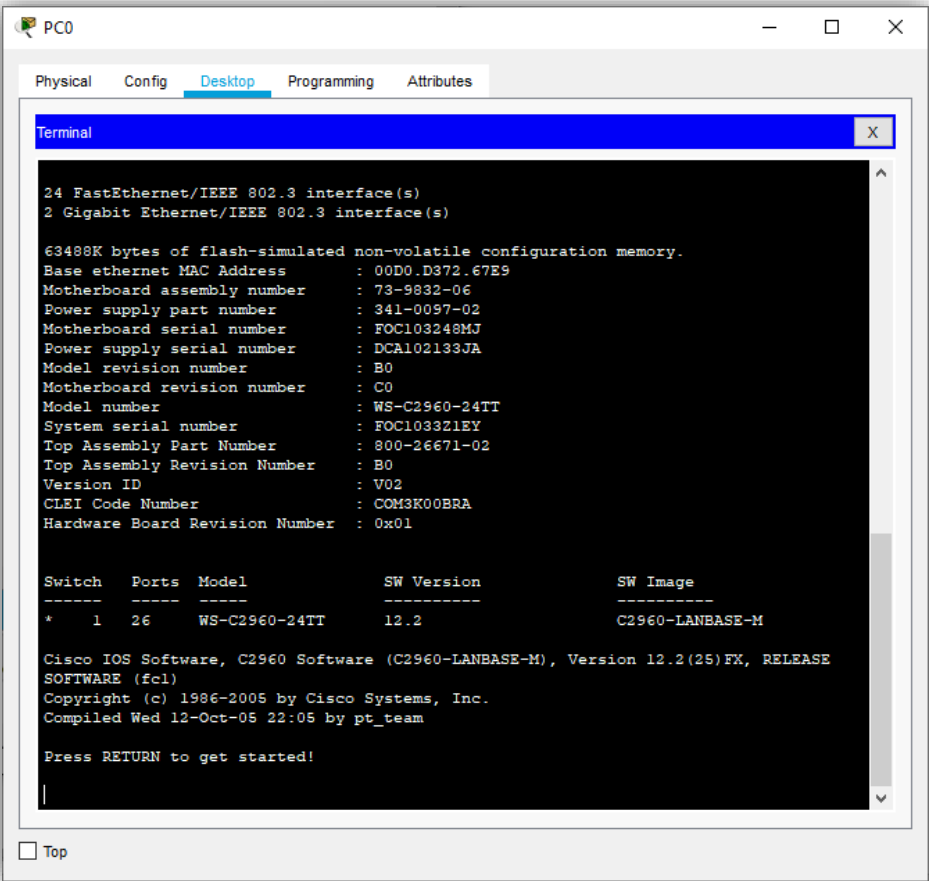 PC0
Physical Config Desktop Programming Attributes
Terminal X
24 FastEthernet/IEEE 802.3 interface(s)
2 Gigabit Ethernet/IEEE 802.3 interface(s)
63488K bytes of flash-simulated non-volatile configuration memory.
Base ethernet MAC Address : 00D0.D372.67E9
Motherboard assembly number : 73-9832-06
Power supply part number : 341-0097-02
Motherboard serial number : FOC103248MJ
Power supply serial number : DCA102133JA
Model revision number : B0
Motherboard revision number : C0
Model number : WS-C2960-24TT
System serial number : FOC1033Z1EY
Top Assembly Part Number : 800-26671-02
Top Assembly Revision Number : B0
Version ID : V02
CLEI Code Number : COM3K00BRA
Hardware Board Revision Number : 0x01
Switch Ports Model SW Version SW Image
------ ----- ----- ---------- ----------
* 1 26 WS-C2960-24TT 12.2 C2960-LANBASE-M
Cisco IOS Software, C2960 Software (C2960-LANBASE-M), Version 12.2(25)FX, RELEASE
SOFTWARE (fc1)
Copyright (c) 1986-2005 by Cisco Systems, Inc.
Compiled Wed 12-Oct-05 22:05 by pt_team
Press RETURN to get started!
Top